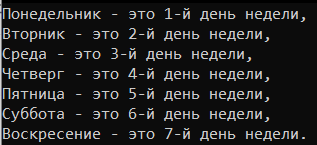 Понедельник - это 1-й день недели,
Вторник - это 2-й день недели,
Среда - это 3-й день недели,
Четверг - это 4-й день недели,
Пятница - это 5-й день недели,
Суббота - это 6-й день недели,
Воскресение - это 7-й день недели.